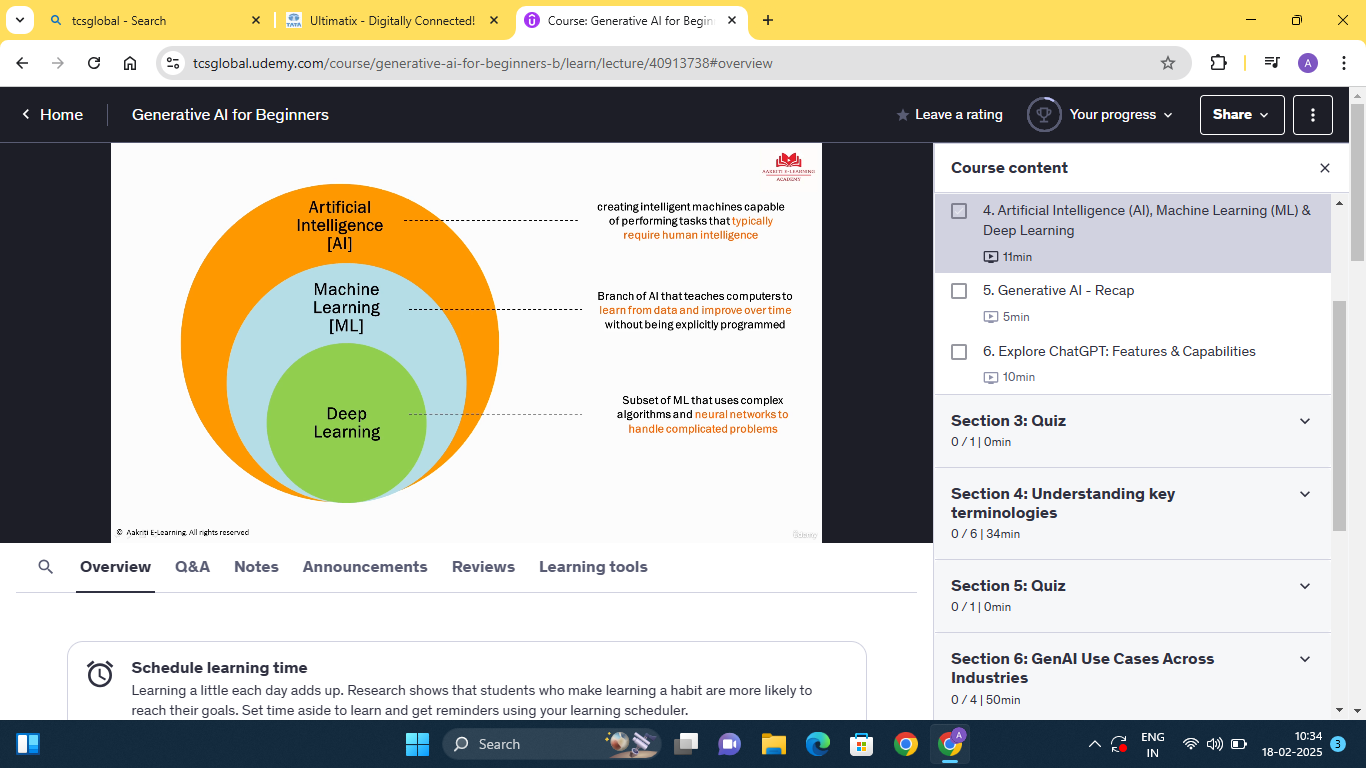 tcsglobal - Search
Ultimatix - Digitally Connected!
Course: Generative AI for Begin
tcsglobal.udemy.com/course/generative-ai-for-beginners-b/learn/lecture/40913738#overview
A
Home
Generative AI for Beginners
Leave a rating
Your progress
Share
AAKRITI E-LEARNING
ACADEMY
Artificial
Intelligence
[AI]
creating intelligent machines capable
of performing tasks that typically
require human intelligence
Machine
Learning
[ML]
Branch of AI that teaches computers to
learn from data and improve over time
without being explicitly programmed
Deep
Learning
Subset of ML that uses complex
algorithms and neural networks to
handle complicated problems
© Aakriti E-Learning. All rights reserved
Udemy
Course content
4. Artificial Intelligence (AI), Machine Learning (ML) &
Deep Learning
11min
5. Generative AI - Recap
5min
6. Explore ChatGPT: Features & Capabilities
10min
Section 3: Quiz
0 / 1 | 0min
Section 4: Understanding key
terminologies
0 / 6 | 34min
Section 5: Quiz
0 / 1 | 0min
Section 6: GenAI Use Cases Across
Industries
0 / 4 | 50min
Overview
Q&A
Notes
Announcements
Reviews
Learning tools
Schedule learning time
Learning a little each day adds up. Research shows that students who make learning a habit are more likely to
reach their goals. Set time aside to learn and get reminders using your learning scheduler.
Search
A
ENG
IN
10:34
18-02-2025
3